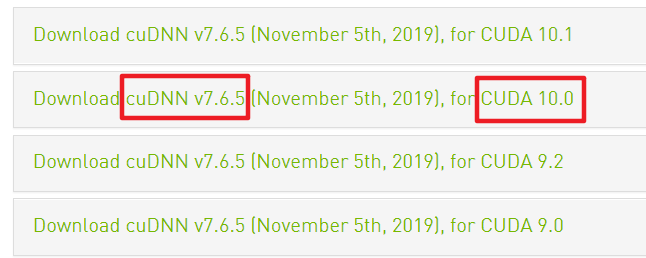 Download cuDNN v7.6.5 (November 5th, 2019), for CUDA 10.1
Download cuDNN v7.6.5 (November 5th, 2019), for CUDA 10.0
Download cuDNN v7.6.5 (November 5th, 2019), for CUDA 9.2
Download cuDNN v7.6.5 (November 5th, 2019), for CUDA 9.0